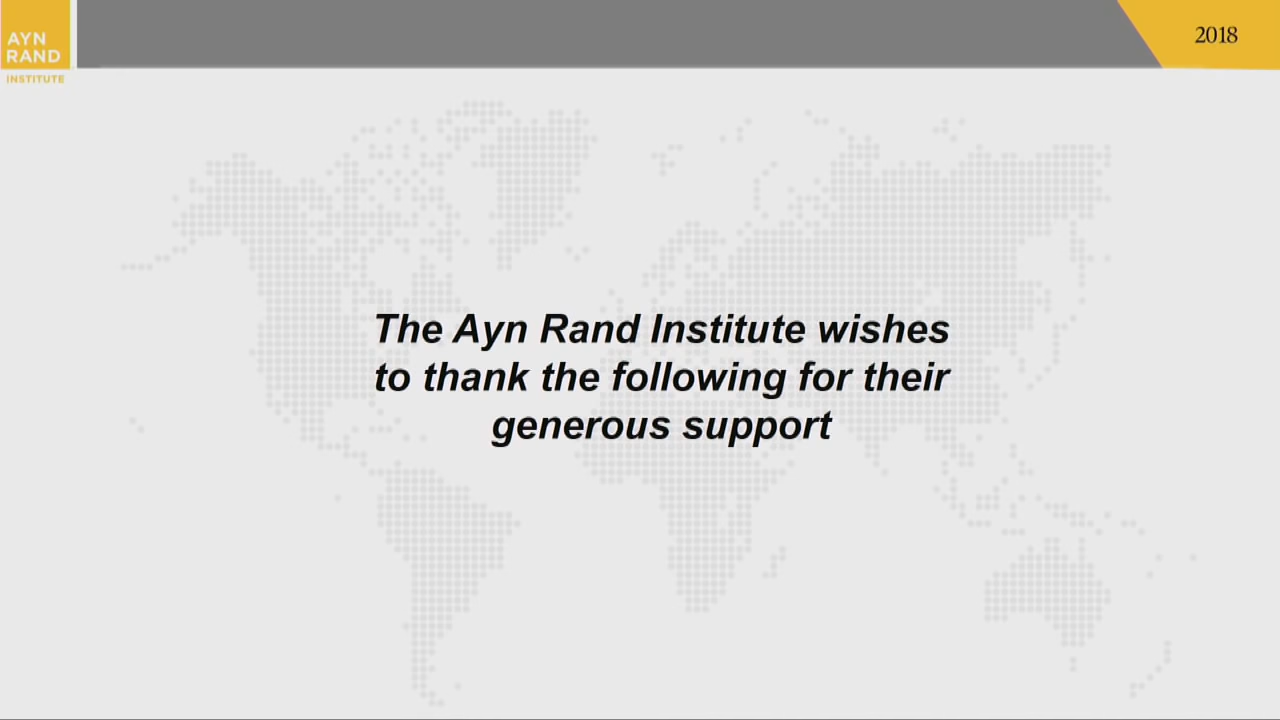 AYN
RAND
INSTITUTE
2018
The Ayn Rand Institute wishes
to thank the following for their
generous support